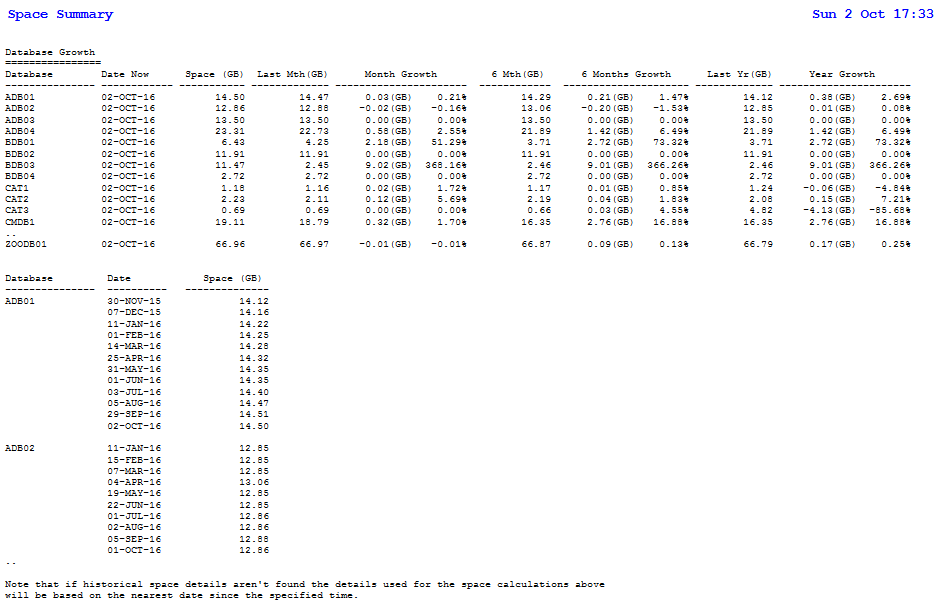 Space Summary Sun 2 Oct 17:33
Database Growth
================
Database Date Now Space (GB) Last Mth(GB) Month Growth 6 Mth(GB) 6 Months Growth Last Yr(GB) Year Growth
--------------- ------------ -------------- ------------- ---------------------- ------------ ---------------------- ------------- ----------------------
ADB01 02-OCT-16 14.50 14.47 0.03(GB) 0.21% 14.29 0.21(GB) 1.47% 14.12 0.38(GB) 2.69%
ADB02 02-OCT-16 12.86 12.88 -0.02(GB) -0.16% 13.06 -0.20(GB) -1.53% 12.85 0.01(GB) 0.08%
ADB03 02-OCT-16 13.50 13.50 0.00(GB) 0.00% 13.50 0.00(GB) 0.00% 13.50 0.00(GB) 0.00%
ADB04 02-OCT-16 23.31 22.73 0.58(GB) 2.55% 21.89 1.42(GB) 6.49% 21.89 1.42(GB) 6.49%
BDB01 02-OCT-16 6.43 4.25 2.18(GB) 51.29% 3.71 2.72(GB) 73.32% 3.71 2.72(GB) 73.32%
BDB02 02-OCT-16 11.91 11.91 0.00(GB) 0.00% 11.91 0.00(GB) 0.00% 11.91 0.00(GB) 0.00%
BDB03 02-OCT-16 11.47 2.45 9.02(GB) 368.16% 2.46 9.01(GB) 366.26% 2.46 9.01(GB) 366.26%
BDB04 02-OCT-16 2.72 2.72 0.00(GB) 0.00% 2.72 0.00(GB) 0.00% 2.72 0.00(GB) 0.00%
CAT1 02-OCT-16 1.18 1.16 0.02(GB) 1.72% 1.17 0.01(GB) 0.85% 1.24 -0.06(GB) -4.84%
CAT2 02-OCT-16 2.23 2.11 0.12(GB) 5.69% 2.19 0.04(GB) 1.83% 2.08 0.15(GB) 7.21%
CAT3 02-OCT-16 0.69 0.69 0.00(GB) 0.00% 0.66 0.03(GB) 4.55% 4.82 -4.13(GB) -85.68%
CMDB1 02-OCT-16 19.11 18.79 0.32(GB) 1.70% 16.35 2.76(GB) 16.88% 16.35 2.76(GB) 16.88%
..
ZOODB01 02-OCT-16 66.96 66.97 -0.01(GB) -0.01% 66.87 0.09(GB) 0.13% 66.79 0.17(GB) 0.25%
Database Date Space (GB)
--------------- ---------- --------------
ADB01 30-NOV-15 14.12
07-DEC-15 14.16
11-JAN-16 14.22
01-FEB-16 14.25
14-MAR-16 14.28
25-APR-16 14.32
31-MAY-16 14.35
01-JUN-16 14.35
03-JUL-16 14.40
05-AUG-16 14.47
29-SEP-16 14.51
02-OCT-16 14.50
ADB02 11-JAN-16 12.85
15-FEB-16 12.85
07-MAR-16 12.85
04-APR-16 13.06
19-MAY-16 12.85
22-JUN-16 12.85
01-JUL-16 12.86
02-AUG-16 12.86
05-SEP-16 12.88
01-OCT-16 12.86
..
Note that if historical space details aren't found the details used for the space calculations above
will be based on the nearest date since the specified time.